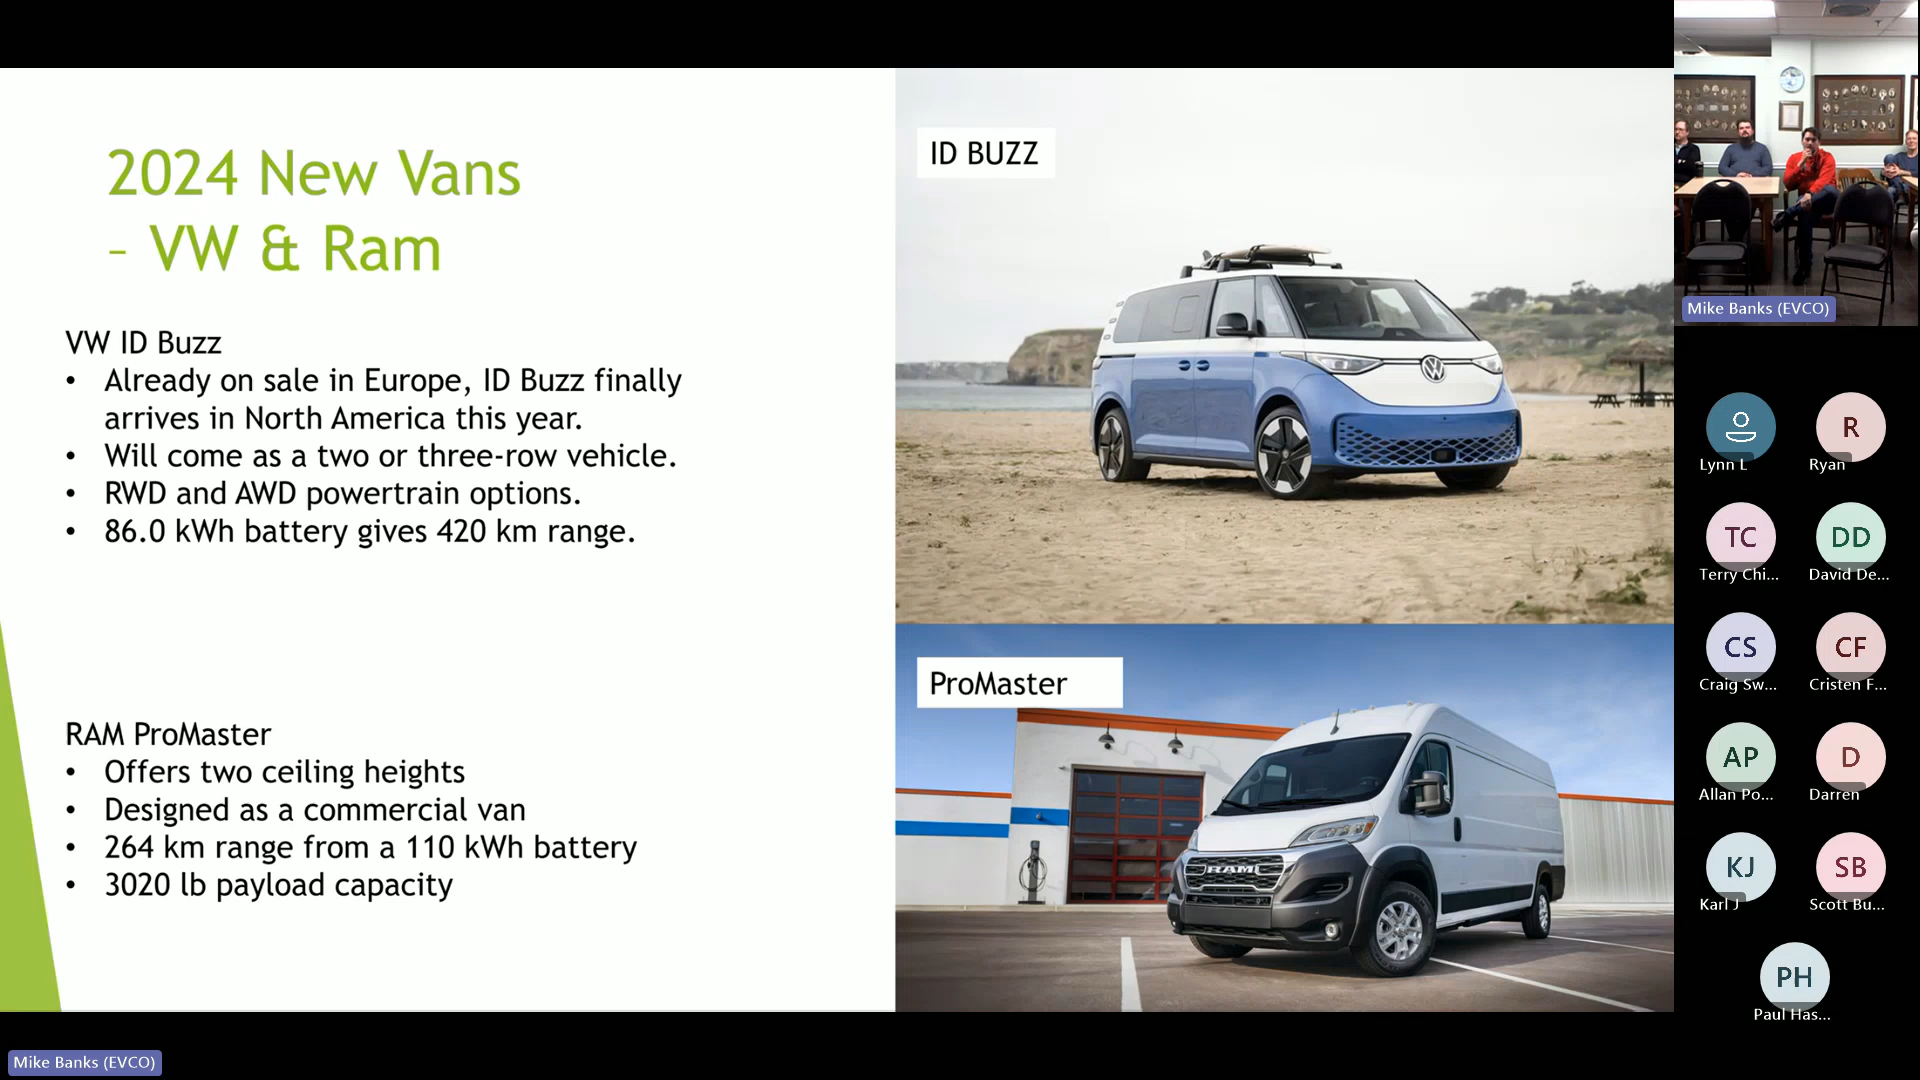 2024 New Vans
– VW & Ram
VW ID Buzz
• Already on sale in Europe, ID Buzz finally
arrives in North America this year.
• Will come as a two or three-row vehicle.
• RWD and AWD powertrain options.
• 86.0 kWh battery gives 420 km range.
RAM ProMaster
• Offers two ceiling heights
• Designed as a commercial van
• 264 km range from a 110 kWh battery
• 3020 lb payload capacity
ID BUZZ
ProMaster
RAM
Mike Banks (EVCO)
Lynn L
R
Ryan
TC
Terry Chi...
DD
David De...
CS
Craig Sw...
CF
Cristen F...
AP
Allan Po...
D
Darren
KJ
Karl J
SB
Scott Bu...
PH
Paul Has...
Mike Banks (EVCO)